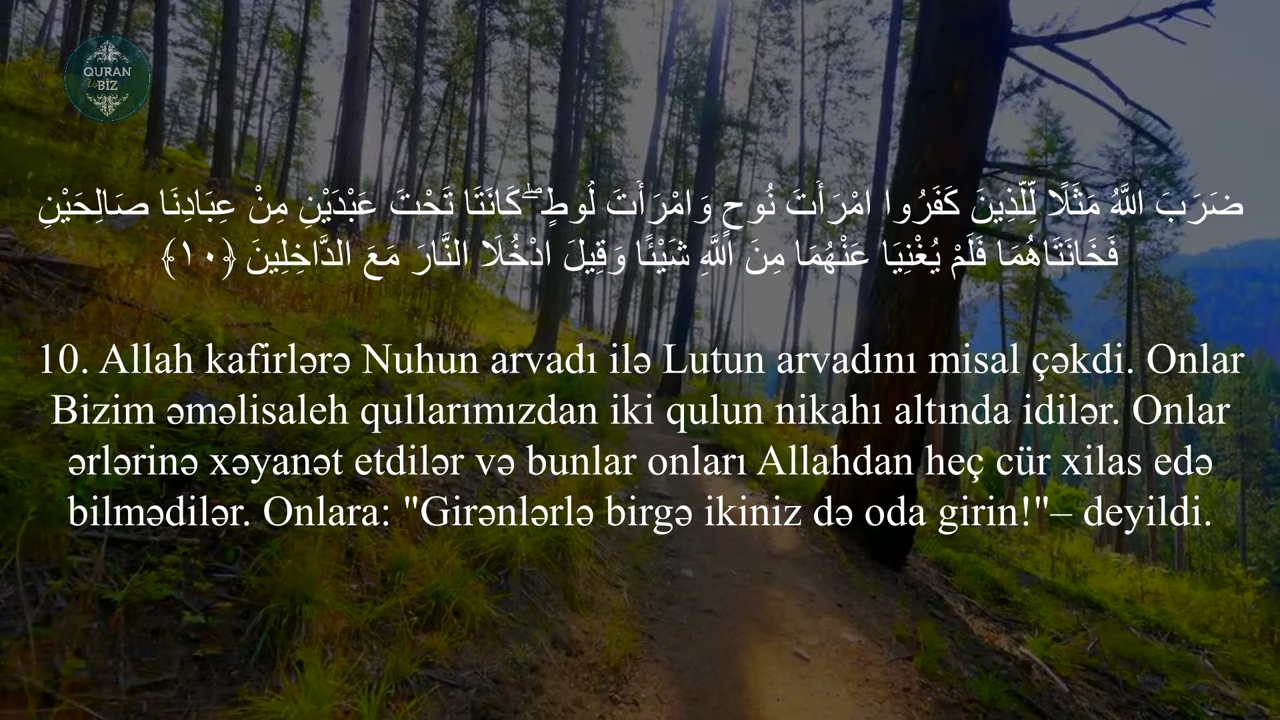 QURAN
Və
BİZ
ضَرَبَ اللَّهُ مَثَلًا لِّلَّذِينَ كَفَرُوا امْرَأَتَ نُوحٍ وَامْرَأَتَ لُوطٍ ۖ كَانَتَا تَحْتَ عَبْدَيْنِ مِنْ عِبَادِنَا صَالِحَيْنِ
فَخَانَتَاهُمَا فَلَمْ يُغْنِيَا عَنْهُمَا مِنَ اللَّهِ شَيْئًا وَقِيلَ ادْخُلَا النَّارَ مَعَ الدَّاخِلِينَ ﴿١٠﴾
10. Allah kafirlərə Nuhun arvadı ilə Lutun arvadını misal çəkdi. Onlar
Bizim əməlisaleh qullarımızdan iki qulun nikahı altında idilər. Onlar
ərlərinə xəyanət etdilər və bunlar onları Allahdan heç cür xilas edə
bilmədilər. Onlara: "Girənlərlə birgə ikiniz də oda girin!"– deyildi.